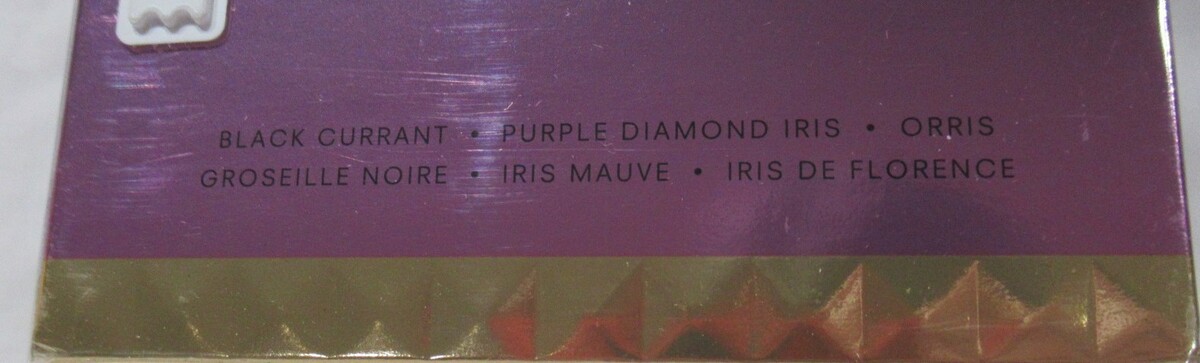 BLACK CURRANT • PURPLE DIAMOND IRIS • ORRIS
GROSEILLE NOIRE • IRIS MAUVE • IRIS DE FLORENCE